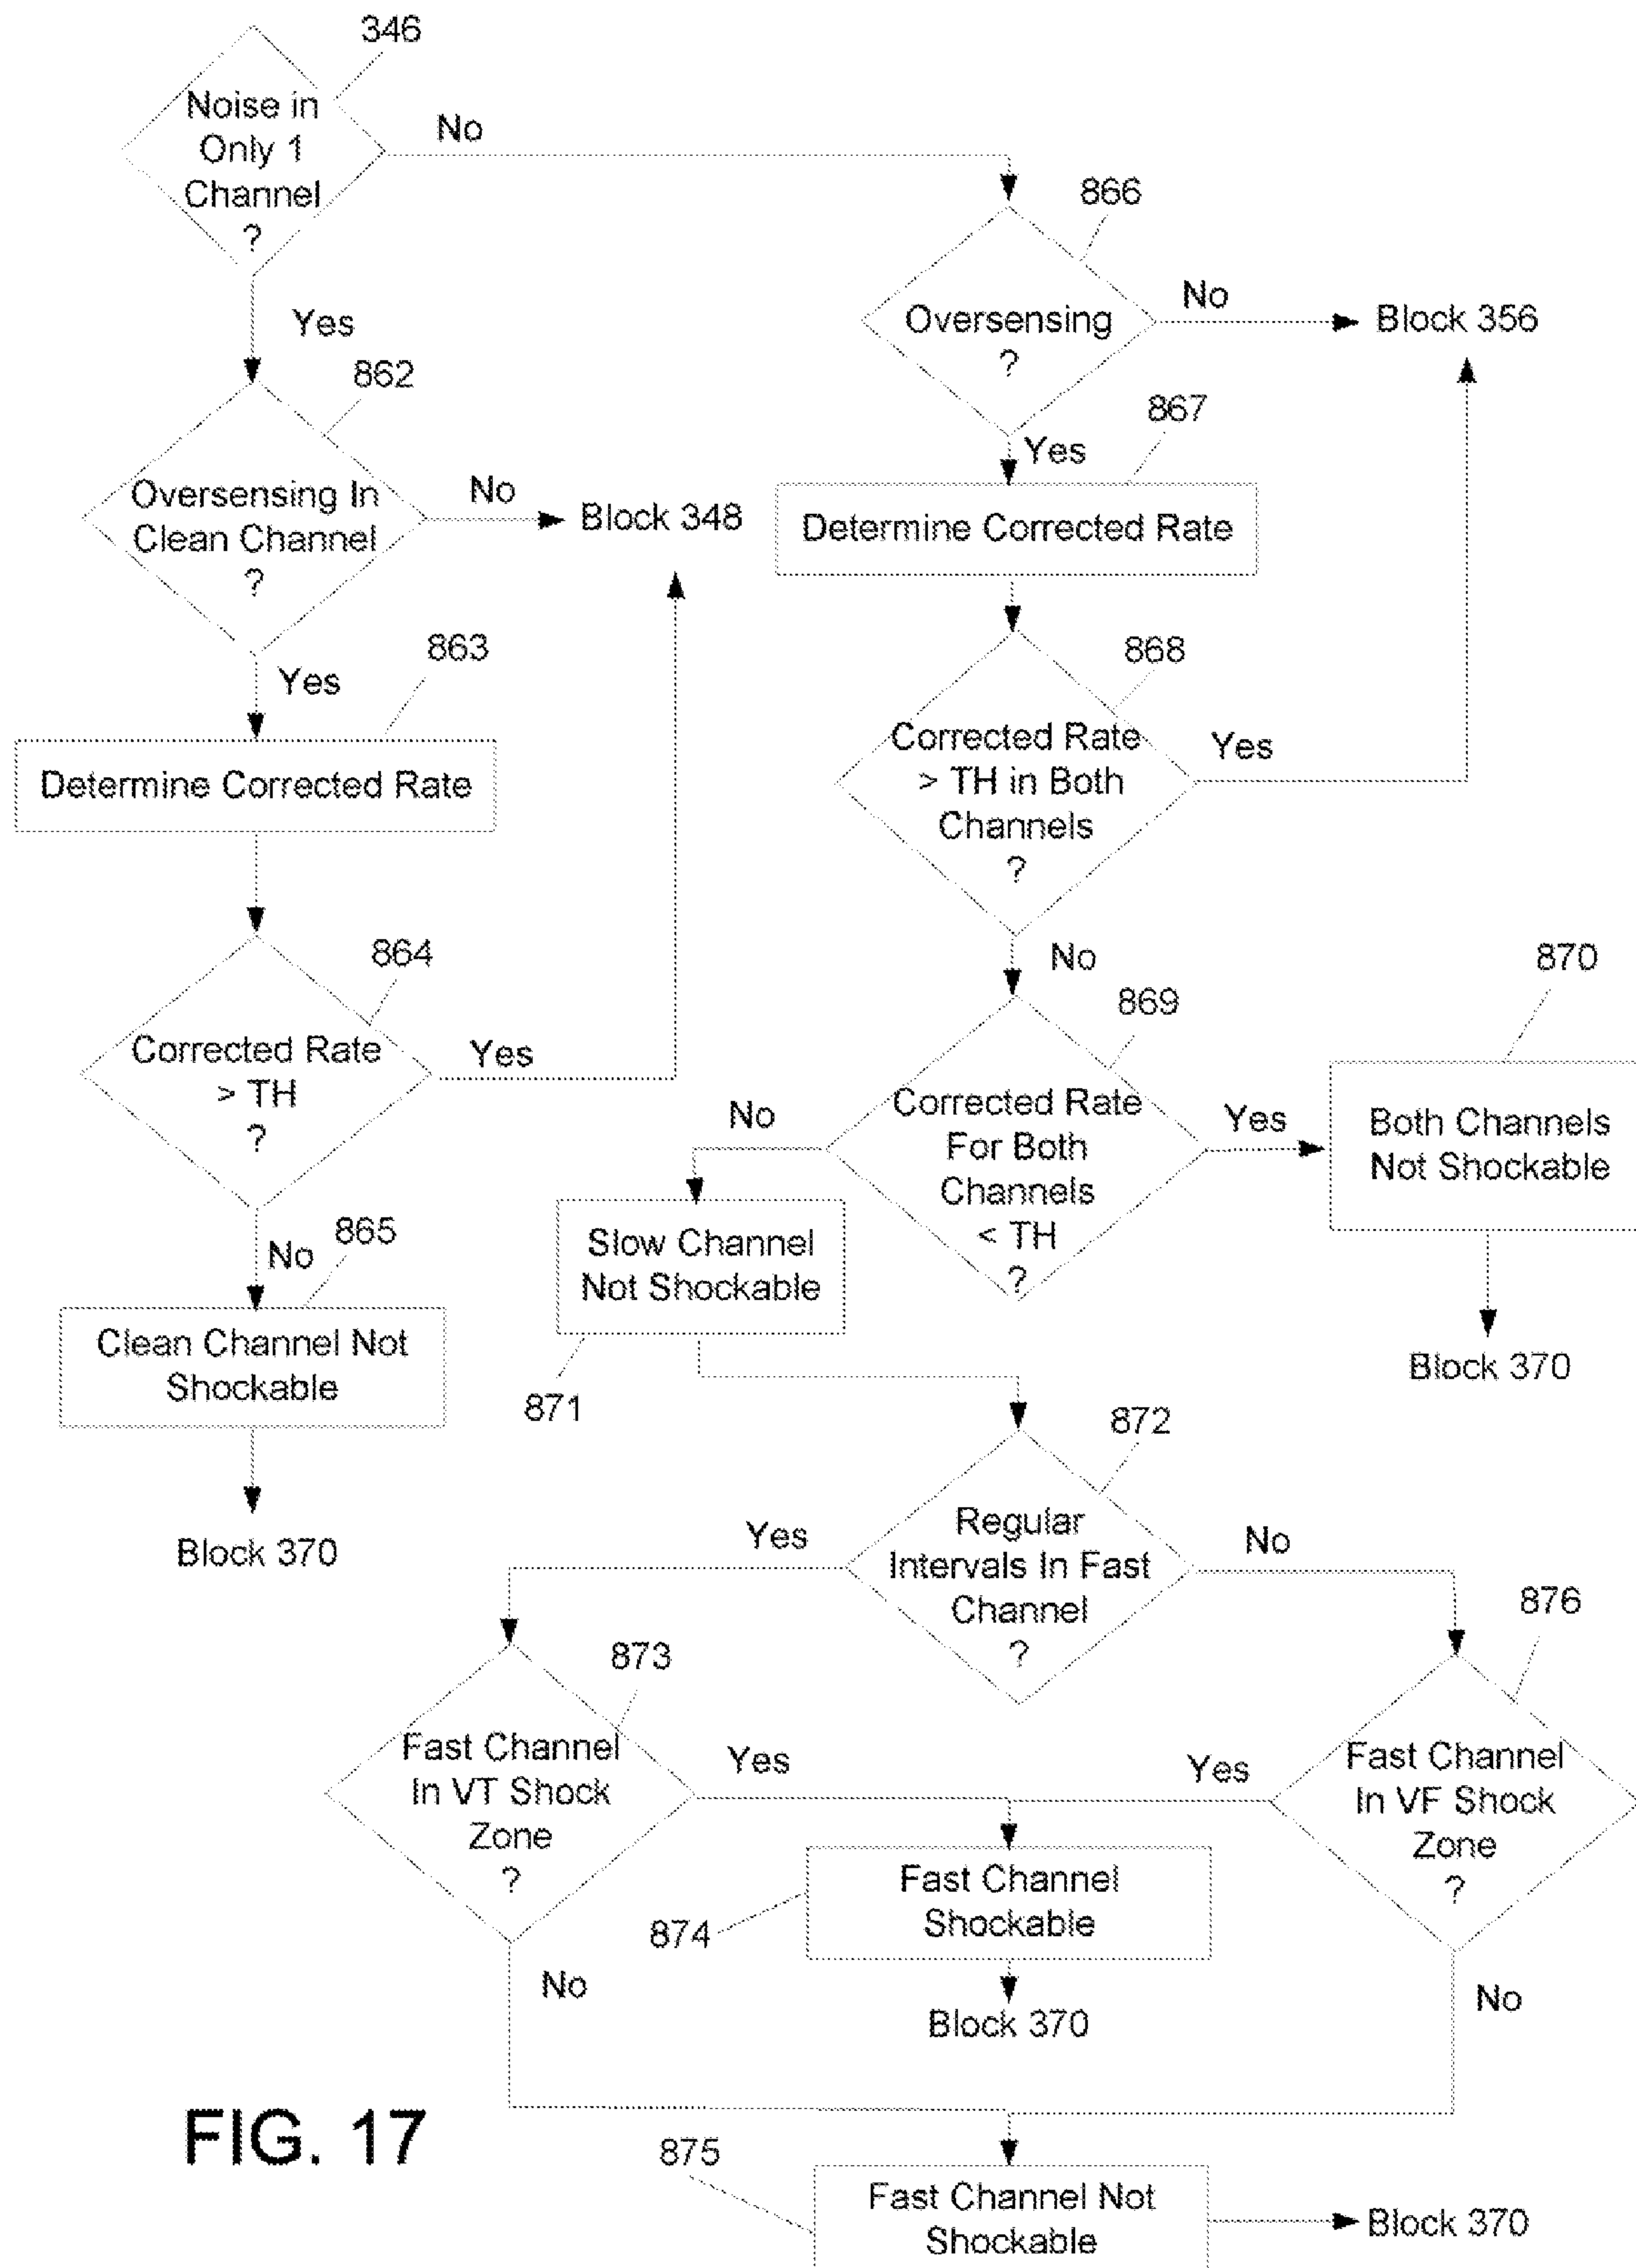 346
Noise in
Only 1
Channel
?
No
Yes
866
Oversensing
?
No
Block 356
862
Oversensing In
Clean Channel
?
No
Block 348
Yes
867
Determine Corrected Rate
Yes
863
Determine Corrected Rate
868
Corrected Rate
> TH in Both
Channels
?
Yes
No
864
Corrected Rate
> TH
?
Yes
No
869
Corrected Rate
For Both
Channels
< TH
?
No
Yes
870
Both Channels
Not Shockable
Block 370
865
Clean Channel Not
Shockable
Block 370
Slow Channel
Not Shockable
871
872
Regular
Intervals In Fast
Channel
?
Yes
No
873
Fast Channel
In VT Shock
Zone
?
Yes
No
876
Fast Channel
In VF Shock
Zone
?
Yes
No
Fast Channel
Shockable
874
Block 370
FIG. 17
875
Fast Channel Not
Shockable
Block 370